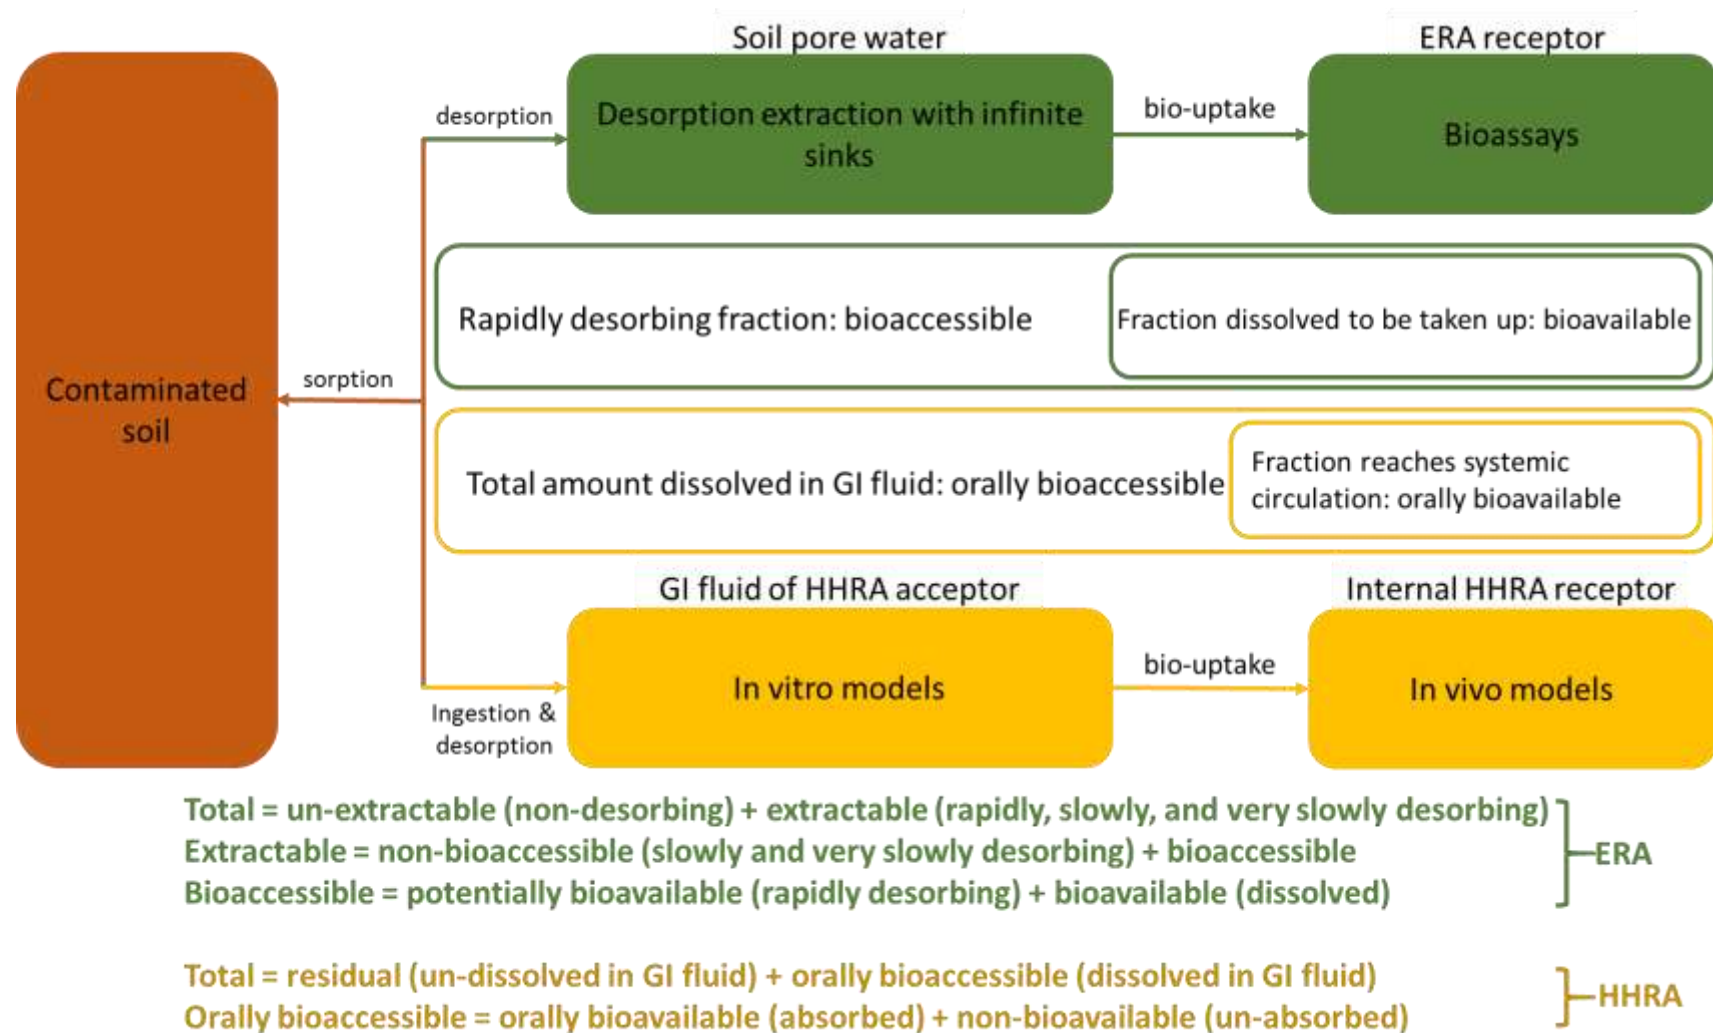 Soil pore water
ERA receptor
desorption
Desorption extraction with infinite
sinks
bio-uptake
Bioassays
Rapidly desorbing fraction: bioaccessible
Fraction dissolved to be taken up: bioavailable
Contaminated
soil
sorption
Total amount dissolved in GI fluid: orally bioaccessible
Fraction reaches systemic
circulation: orally bioavailable
GI fluid of HHRA acceptor
Internal HHRA receptor
Ingestion &
desorption
In vitro models
bio-uptake
In vivo models
Total = un-extractable (non-desorbing) + extractable (rapidly, slowly, and very slowly desorbing)
Extractable = non-bioaccessible (slowly and very slowly desorbing) + bioaccessible
Bioaccessible = potentially bioavailable (rapidly desorbing) + bioavailable (dissolved)
ERA
Total = residual (un-dissolved in GI fluid) + orally bioaccessible (dissolved in GI fluid)
Orally bioaccessible = orally bioavailable (absorbed) + non-bioavailable (un-absorbed)
HHRA